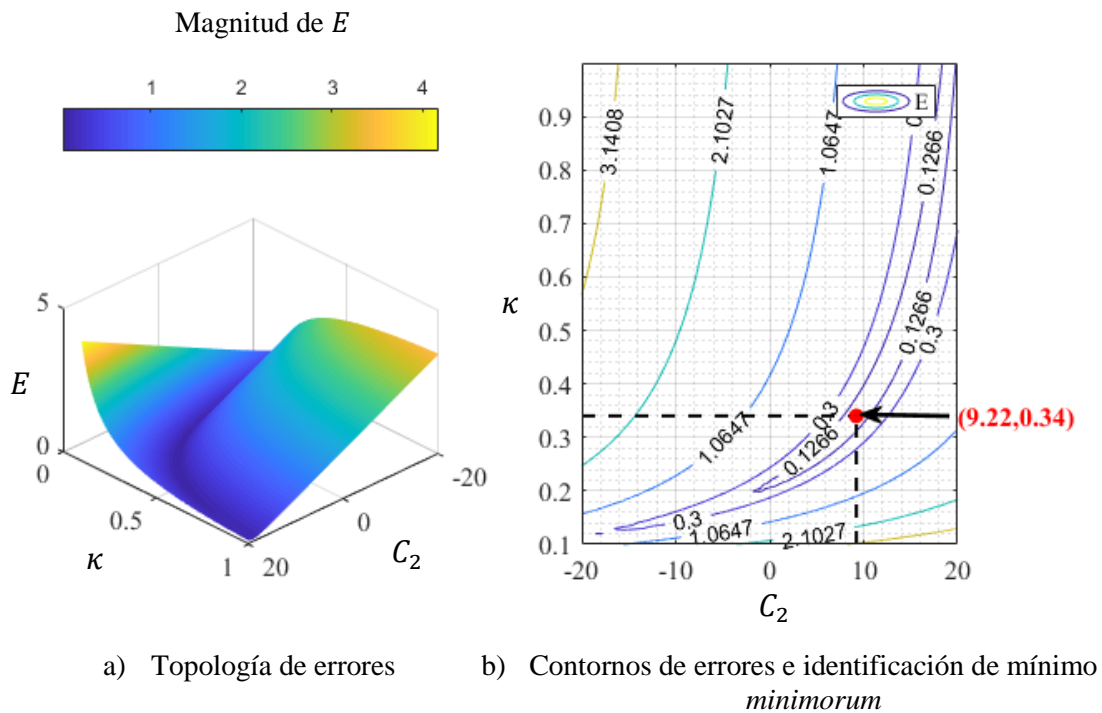 Magnitud de E
1 2 3 4
5
E
0
0
0.5
κ
1
20
0
C₂
-20
E
0.9
0.8
0.7
0.6
κ
0.5
0.4
0.3
0.2
0.1
3.1408
2.1027
1.0647
0.1266
0.1266
0.3
0.3
(9.22,0.34)
1.0647
0.1266
0.3
1.0647
2.1027
-20 -10 0 10 20
C₂
a) Topología de errores
b) Contornos de errores e identificación de mínimo
minimorum